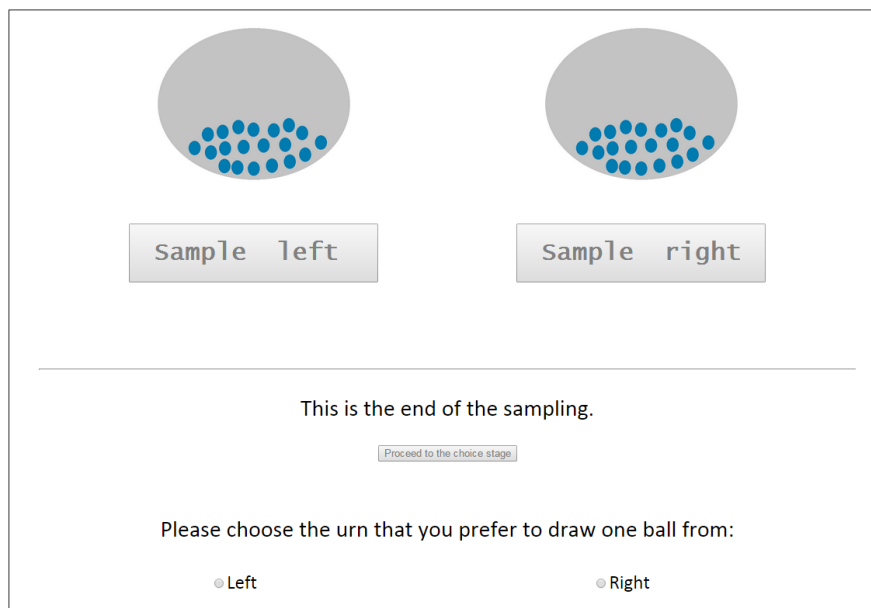 Sample left
Sample right
This is the end of the sampling.
Proceed to the choice stage
Please choose the urn that you prefer to draw one ball from:
Left
Right